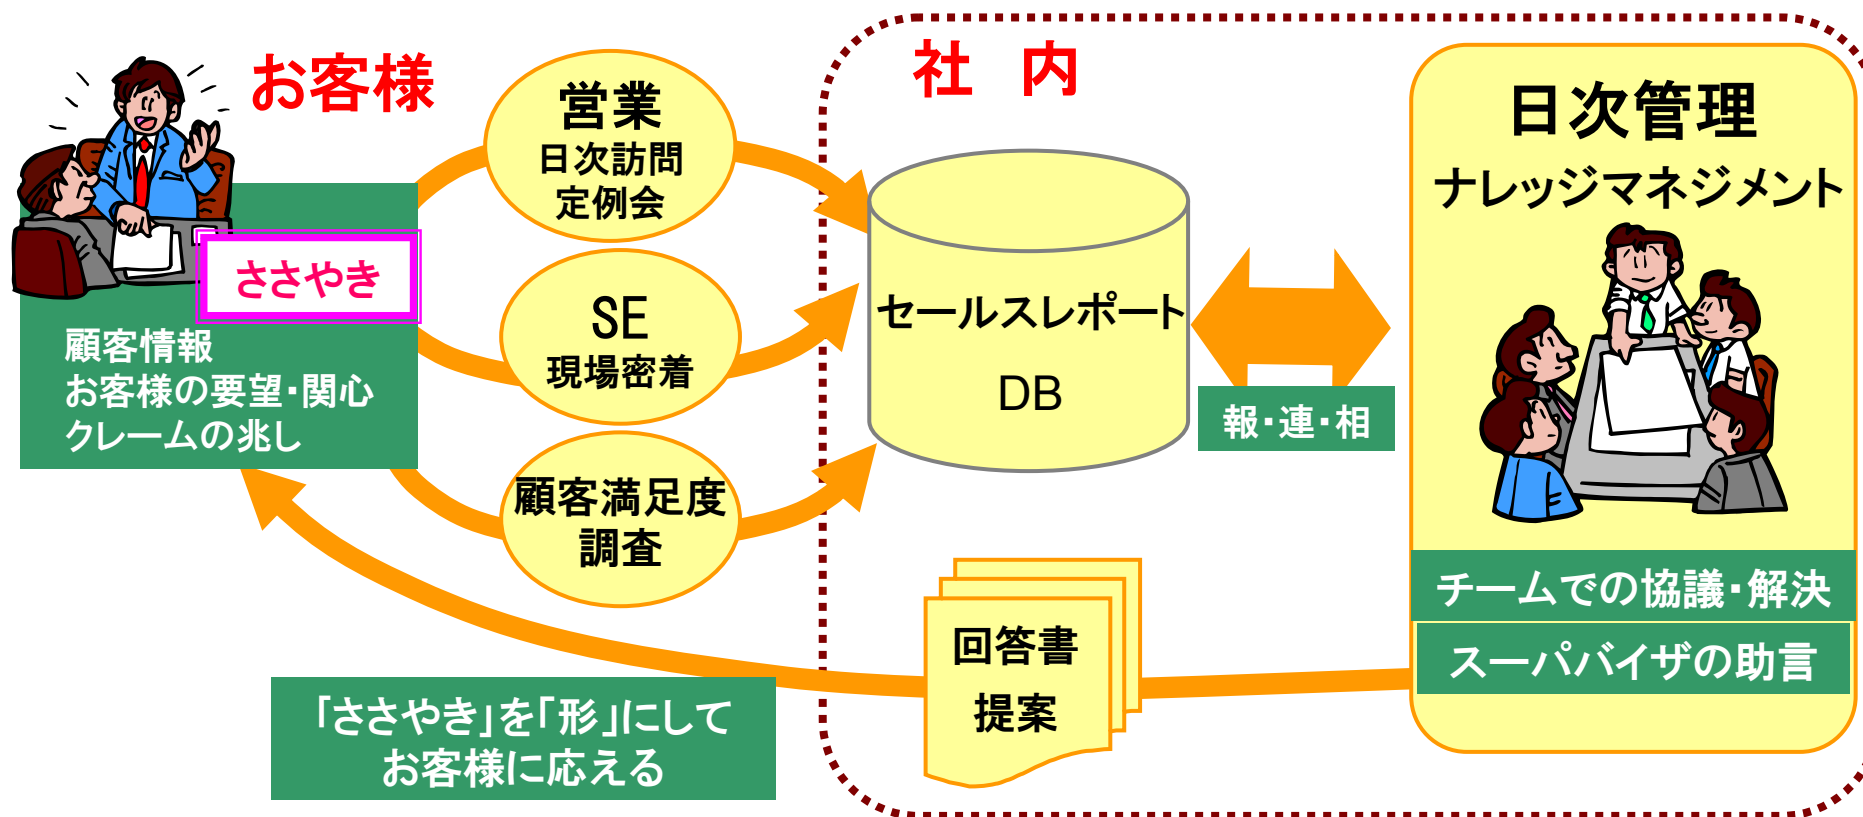 お客様
ささやき
顧客情報
お客様の要望・関心
クレームの兆し
営業
日次訪問
定例会
SE
現場密着
顧客満足度
調査
社 内
セールスレポート
DB
報・連・相
日次管理
ナレッジマネジメント
チームでの協議・解決
スーパバイザの助言
回答書
提案
「ささやき」を「形」にして
お客様に応える